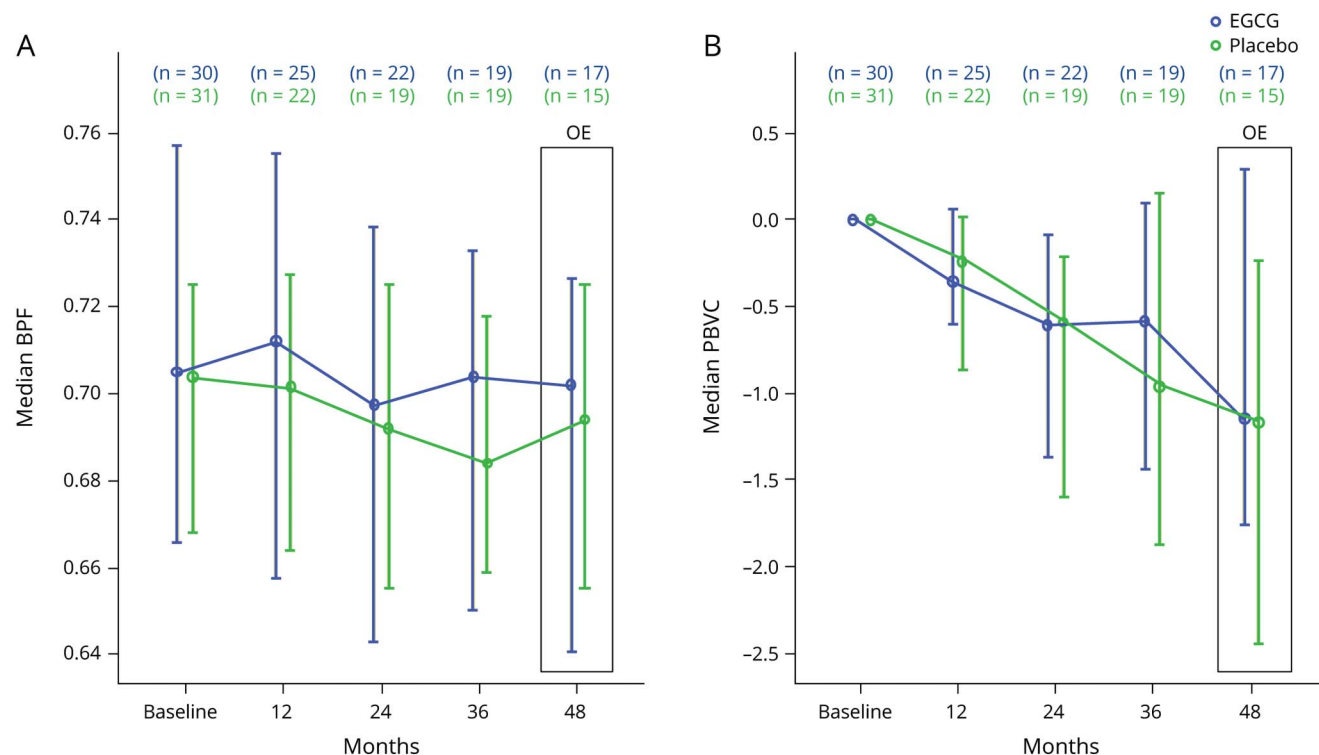 EGCG
Placebo
A
(n = 30) (n = 25) (n = 22) (n = 19) (n = 17)
(n = 31) (n = 22) (n = 19) (n = 19) (n = 15)
OE
0.76
0.74
0.72
0.70
0.68
0.66
0.64
Median BPF
Baseline 12 24 36 48
Months
B
(n = 30) (n = 25) (n = 22) (n = 19) (n = 17)
(n = 31) (n = 22) (n = 19) (n = 19) (n = 15)
OE
0.5
0.0
–0.5
–1.0
–1.5
–2.0
–2.5
Median PBVC
Baseline 12 24 36 48
Months